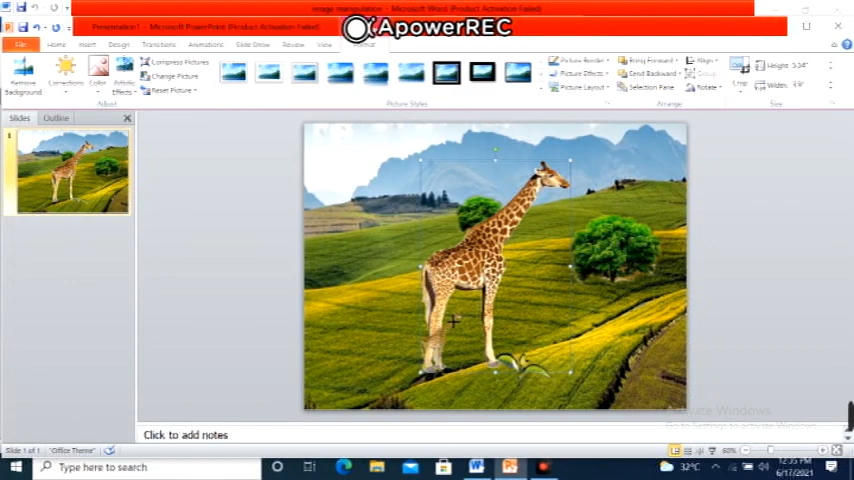 image manipulation - Microsoft Word (Product Activation Failed)
Presentation1 - Microsoft PowerPoint (Product Activation Failed)
ApowerREC
File Home Insert Design Transitions Animations Slide Show Review View Format
Remove Background
Corrections
Color
Artistic Effects
Compress Pictures
Change Picture
Reset Picture
Adjust
Picture Styles
Picture Border
Picture Effects
Picture Layout
Bring Forward
Send Backward
Selection Pane
Align
Group
Rotate
Arrange
Crop
Height:
Width:
Size
Slides Outline
1
Click to add notes
Activate Windows
Go to Settings to activate Windows.
Slide 1 of 1 "Office Theme" 60%
Type here to search
32°C
12:35 PM
6/17/2021